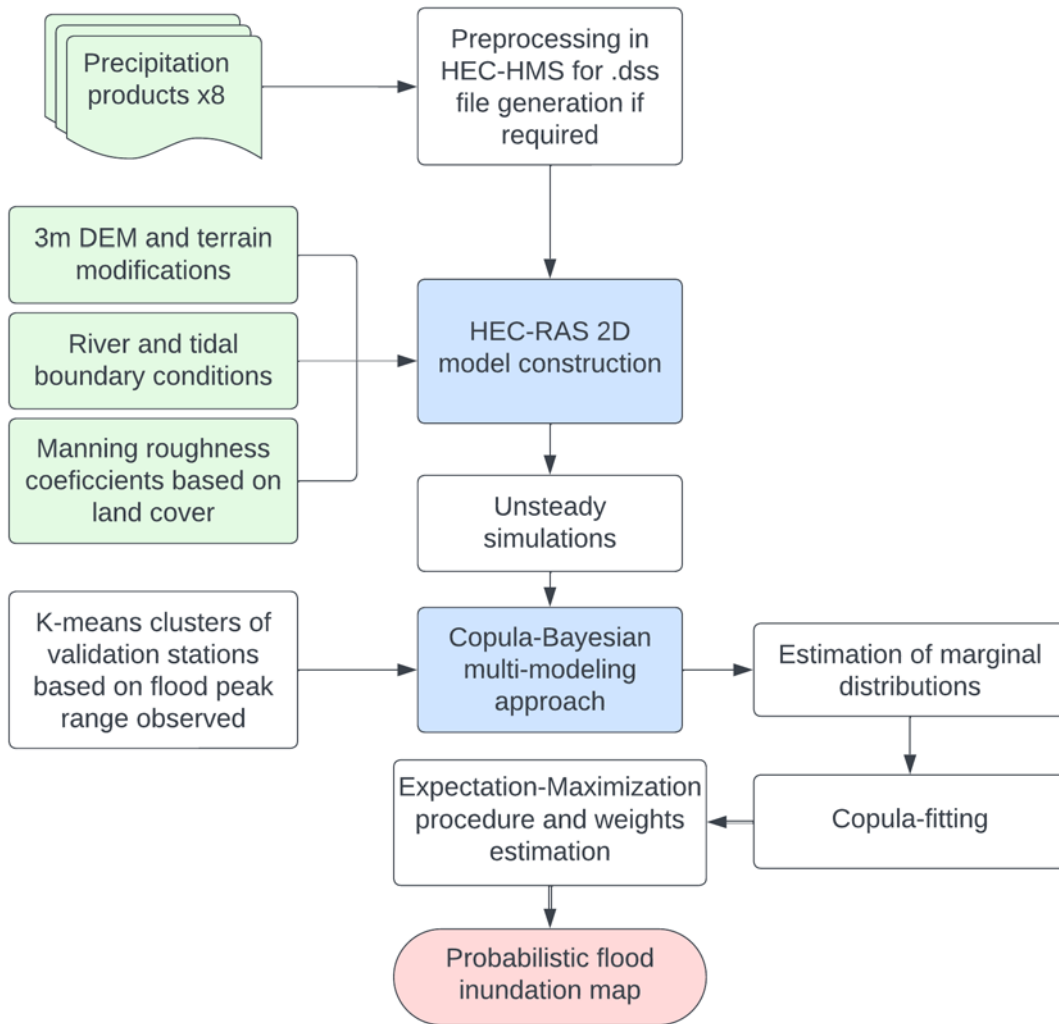 Precipitation
products x8
Preprocessing in
HEC-HMS for .dss
file generation if
required
3m DEM and terrain
modifications
River and tidal
boundary conditions
Manning roughness
coeficcients based on
land cover
HEC-RAS 2D
model construction
Unsteady
simulations
K-means clusters of
validation stations
based on flood peak
range observed
Copula-Bayesian
multi-modeling
approach
Estimation of marginal
distributions
Copula-fitting
Expectation-Maximization
procedure and weights
estimation
Probabilistic flood
inundation map